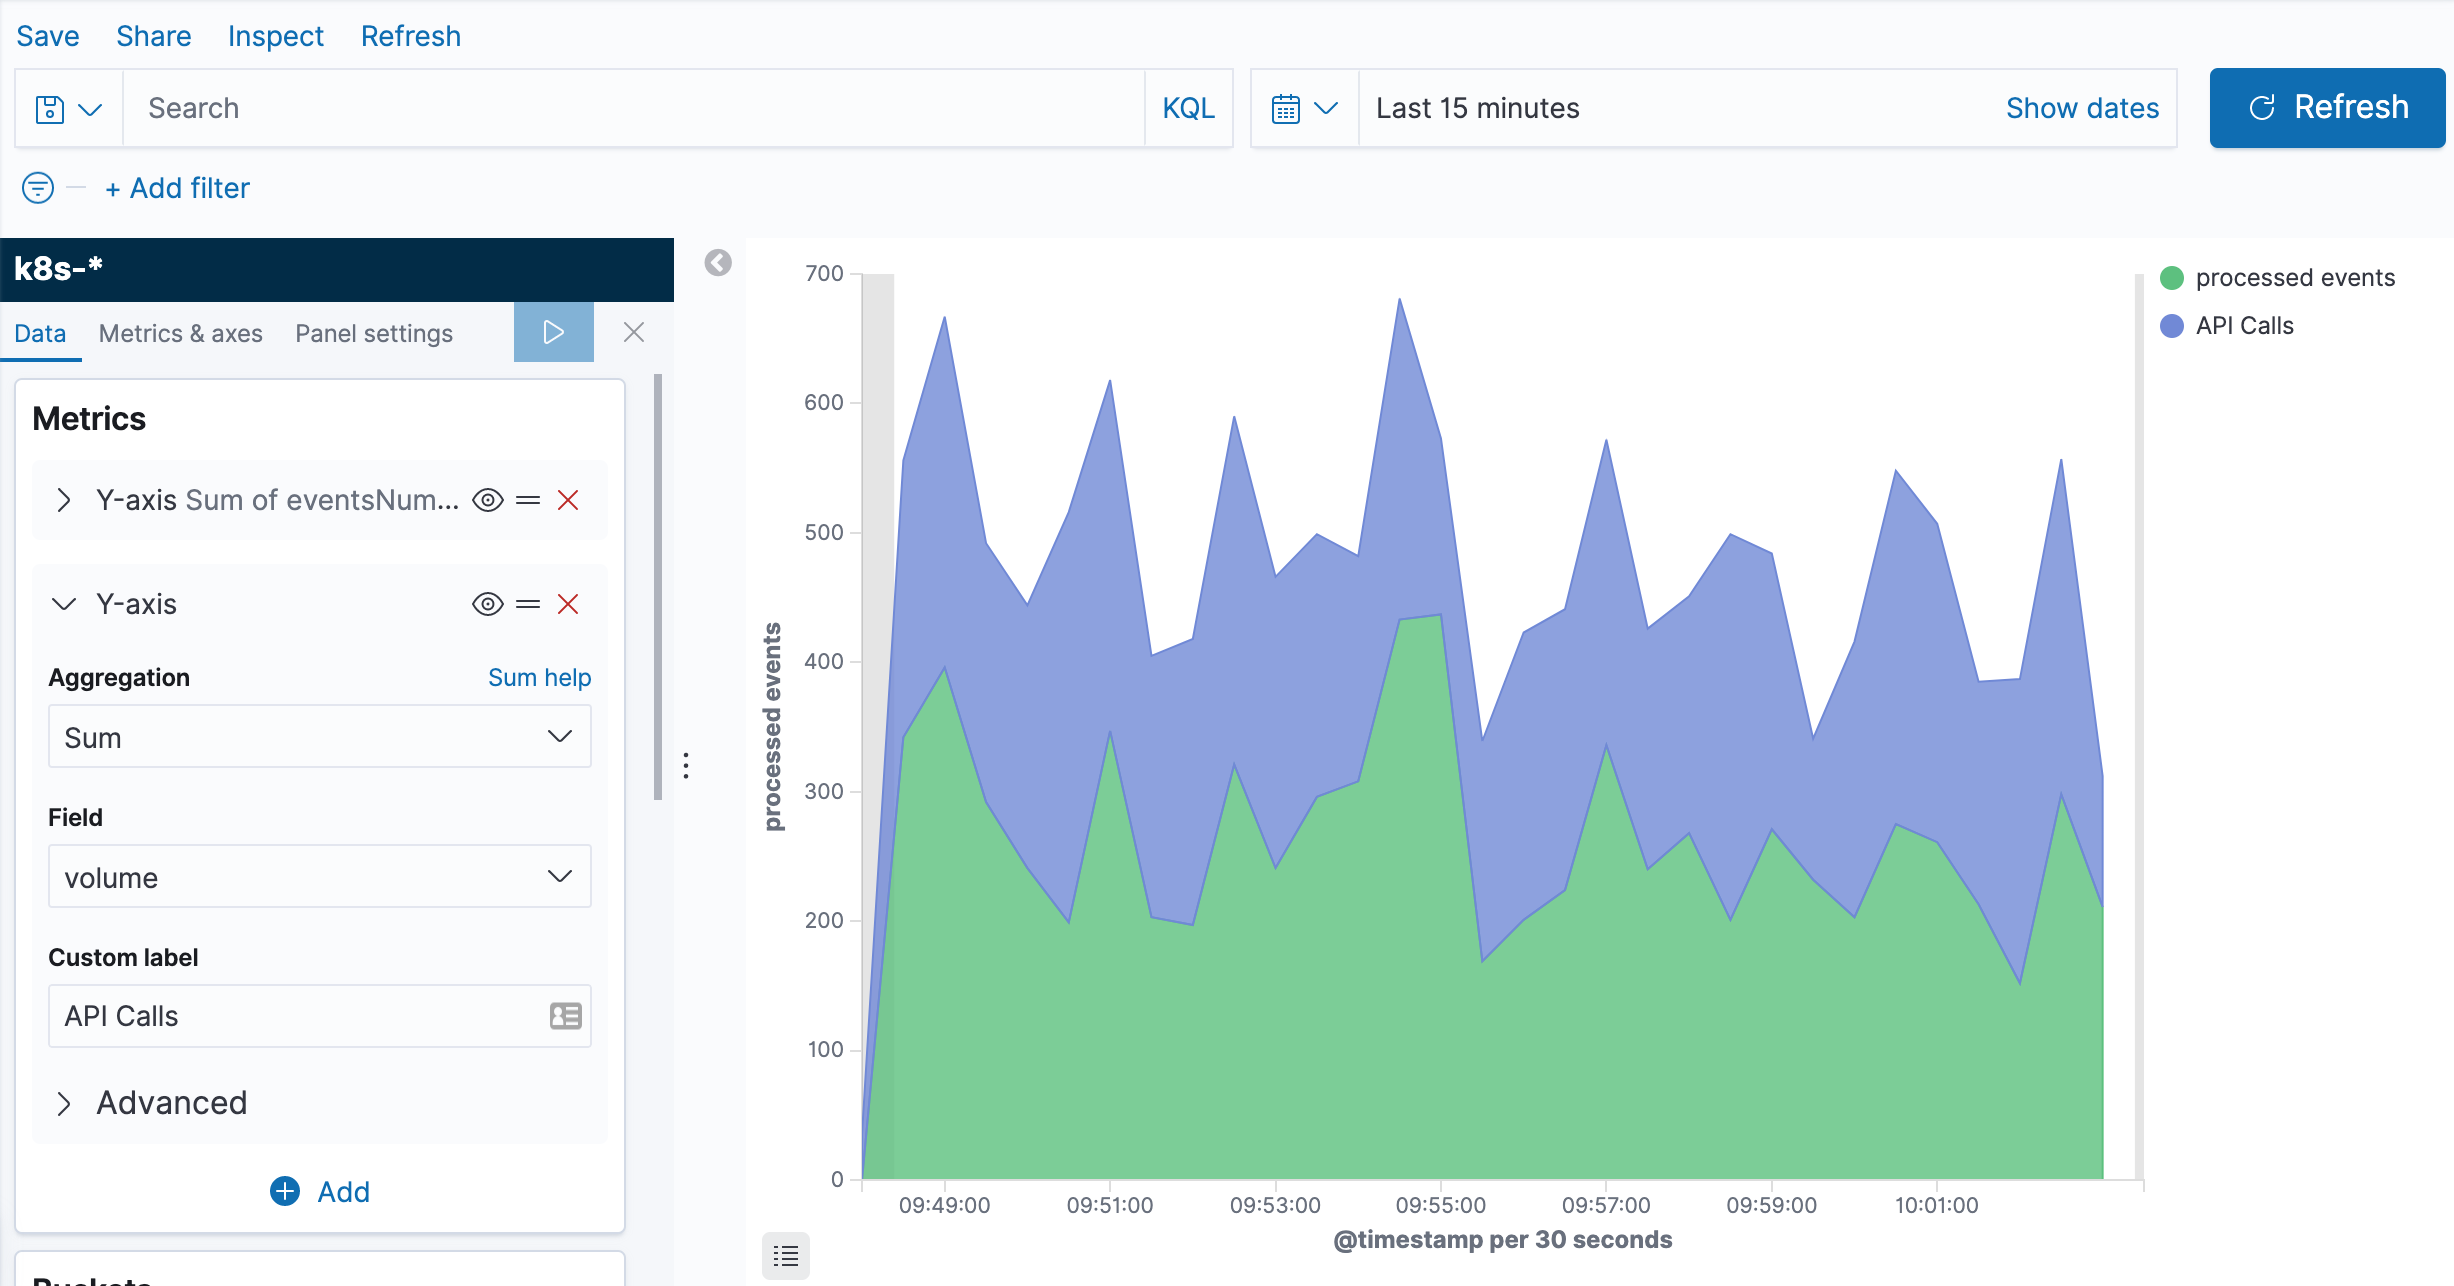 Save Share Inspect Refresh
Search KQL Last 15 minutes Show dates Refresh
+ Add filter
k8s-*
Data Metrics & axes Panel settings
Metrics
Y-axis Sum of eventsNum...
Y-axis
Aggregation Sum help
Sum
Field
volume
Custom label
API Calls
Advanced
Add
Buckets
700
600
500
400
300
200
100
0
processed events
09:49:00 09:51:00 09:53:00 09:55:00 09:57:00 09:59:00 10:01:00
@timestamp per 30 seconds
processed events
API Calls